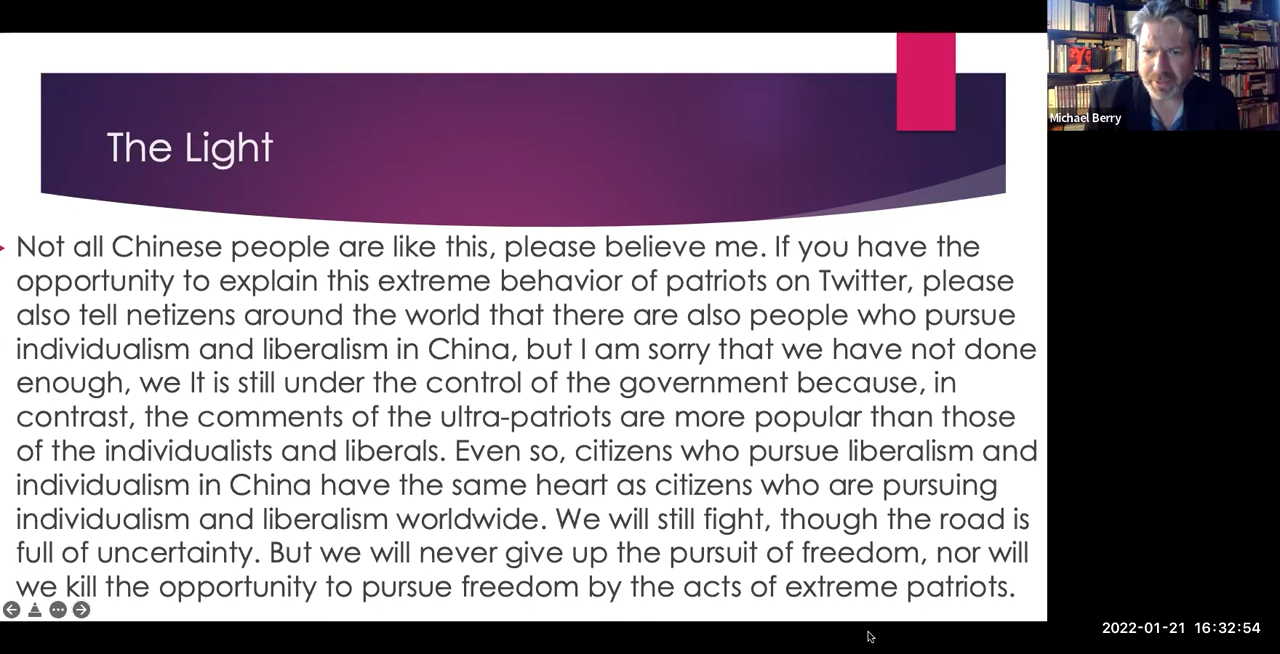 Michael Berry
The Light
Not all Chinese people are like this, please believe me. If you have the
opportunity to explain this extreme behavior of patriots on Twitter, please
also tell netizens around the world that there are also people who pursue
individualism and liberalism in China, but I am sorry that we have not done
enough, we It is still under the control of the government because, in
contrast, the comments of the ultra-patriots are more popular than those
of the individualists and liberals. Even so, citizens who pursue liberalism and
individualism in China have the same heart as citizens who are pursuing
individualism and liberalism worldwide. We will still fight, though the road is
full of uncertainty. But we will never give up the pursuit of freedom, nor will
we kill the opportunity to pursue freedom by the acts of extreme patriots.
2022-01-21 16:32:54